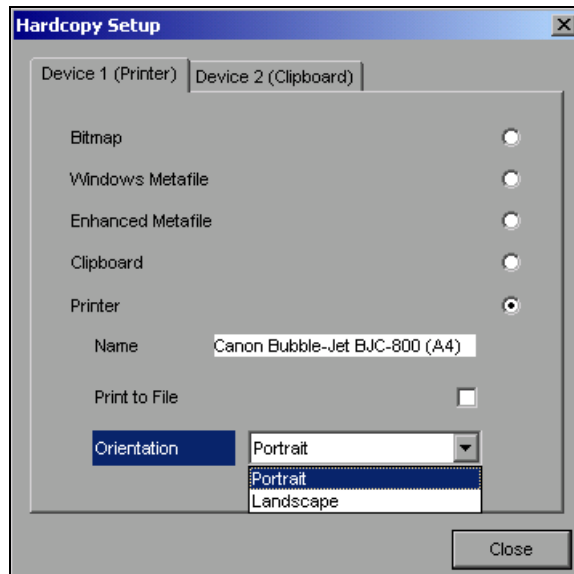 Hardcopy Setup
Device 1 (Printer) Device 2 (Clipboard)
Bitmap
Windows Metafile
Enhanced Metafile
Clipboard
Printer
Name Canon Bubble-Jet BJC-800 (A4)
Print to File
Orientation Portrait
Portrait
Landscape
Close